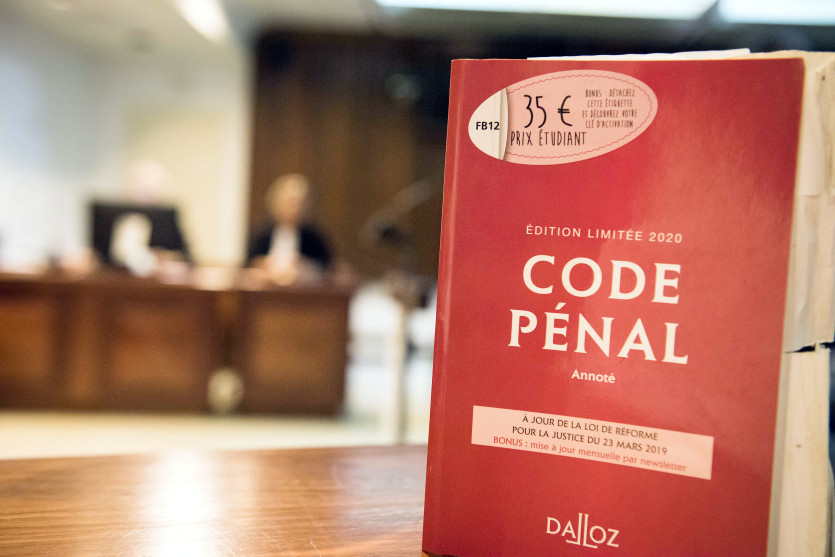 FB12
35 €
PRIX ÉTUDIANT
BONUS : DÉTACHEZ
CETTE ÉTIQUETTE
ET DÉCOUVREZ VOTRE
CLÉ D'ACTIVATION
ÉDITION LIMITÉE 2020
CODE
PÉNAL
Annoté
À JOUR DE LA LOI DE RÉFORME
POUR LA JUSTICE DU 23 MARS 2019
BONUS : mise à jour mensuelle par newsletter
DALLOZ